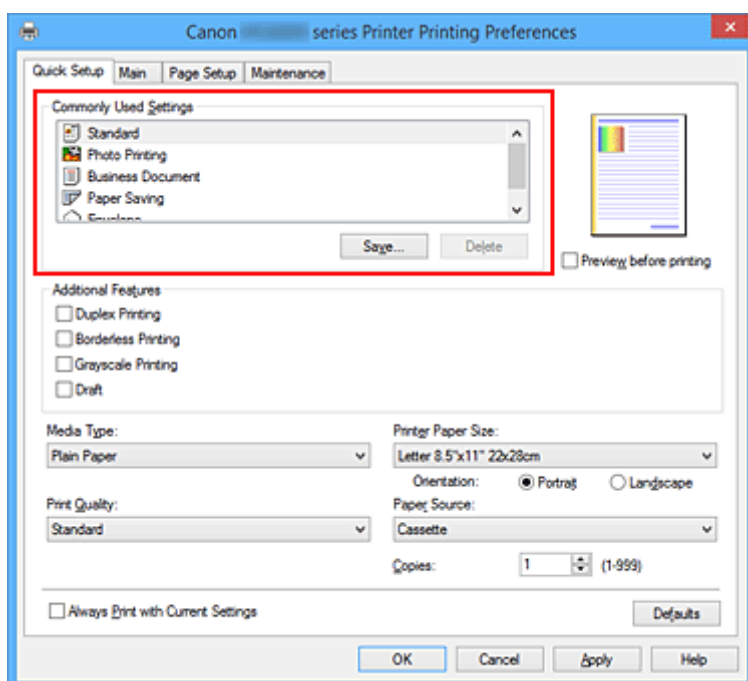 Canon series Printer Printing Preferences
Quick Setup Main Page Setup Maintenance
Commonly Used Settings
Standard
Photo Printing
Business Document
Paper Saving
Envelope
Save... Delete
Preview before printing
Additional Features
Duplex Printing
Borderless Printing
Grayscale Printing
Draft
Media Type: Printer Paper Size:
Plain Paper Letter 8.5"x11" 22x28cm
Orientation: Portrait Landscape
Print Quality: Paper Source:
Standard Cassette
Copies: 1 (1-999)
Always Print with Current Settings Defaults
OK Cancel Apply Help